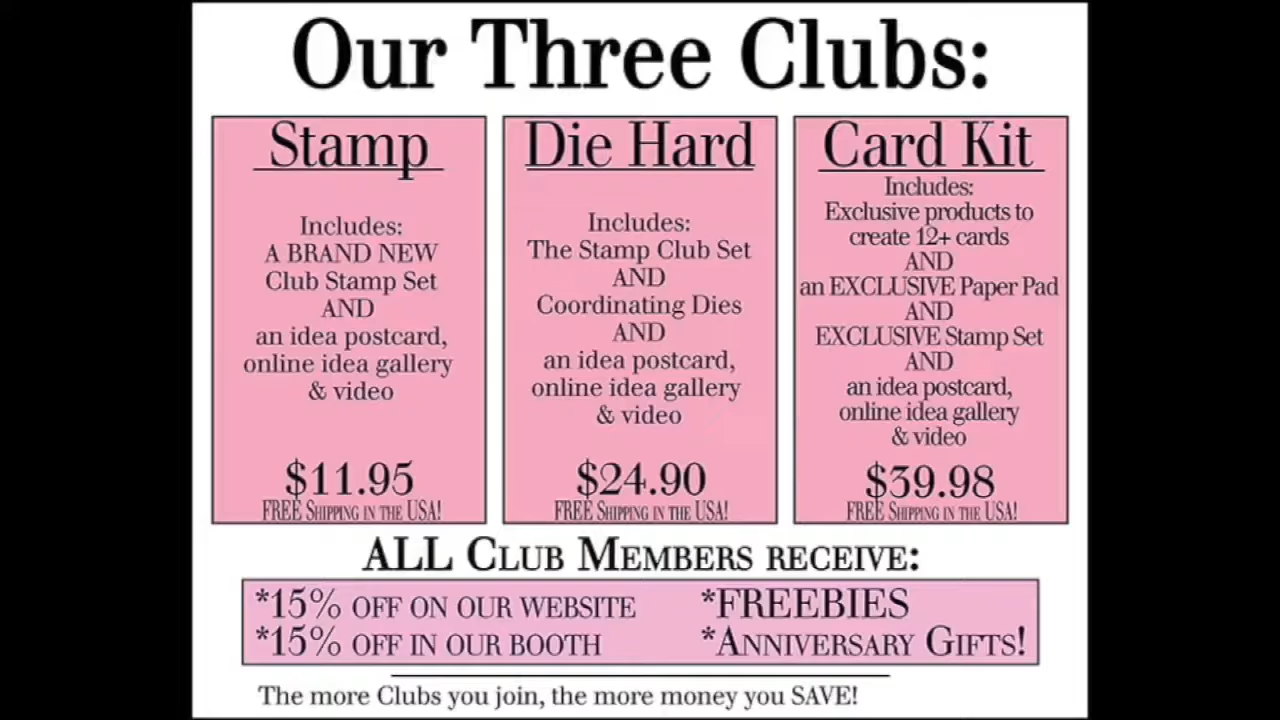 Our Three Clubs:
Stamp
Includes:
A BRAND NEW
Club Stamp Set
AND
an idea postcard,
online idea gallery
& video
$11.95
FREE SHIPPING IN THE USA!
Die Hard
Includes:
The Stamp Club Set
AND
Coordinating Dies
AND
an idea postcard,
online idea gallery
& video
$24.90
FREE SHIPPING IN THE USA!
Card Kit
Includes:
Exclusive products to
create 12+ cards
AND
an EXCLUSIVE Paper Pad
AND
EXCLUSIVE Stamp Set
AND
an idea postcard,
online idea gallery
& video
$39.98
FREE SHIPPING IN THE USA!
ALL CLUB MEMBERS RECEIVE:
*15% OFF ON OUR WEBSITE
*15% OFF IN OUR BOOTH
*FREEBIES
*ANNIVERSARY GIFTS!
The more Clubs you join, the more money you SAVE!